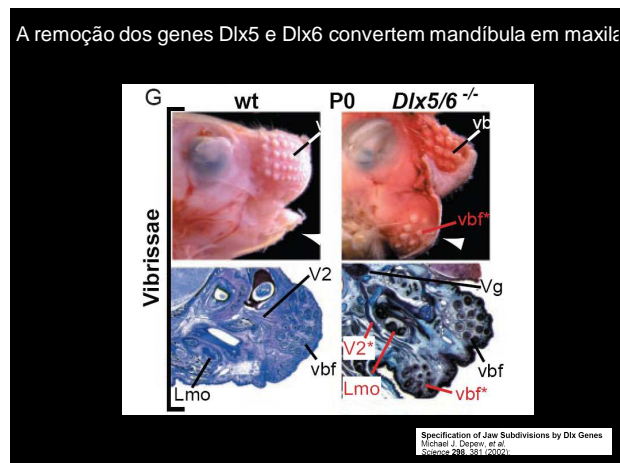 A remoção dos genes Dlx5 e Dlx6 convertem mandíbula em maxila
G wt P0 Dlx5/6 -/-
vb
vbf*
Vibrissae
V2
vbf
Lmo
Vg
V2*
vbf
Lmo
vbf*
Specification of Jaw Subdivisions by Dlx Genes
Michael J. Depew, et al.
Science 298, 381 (2002);